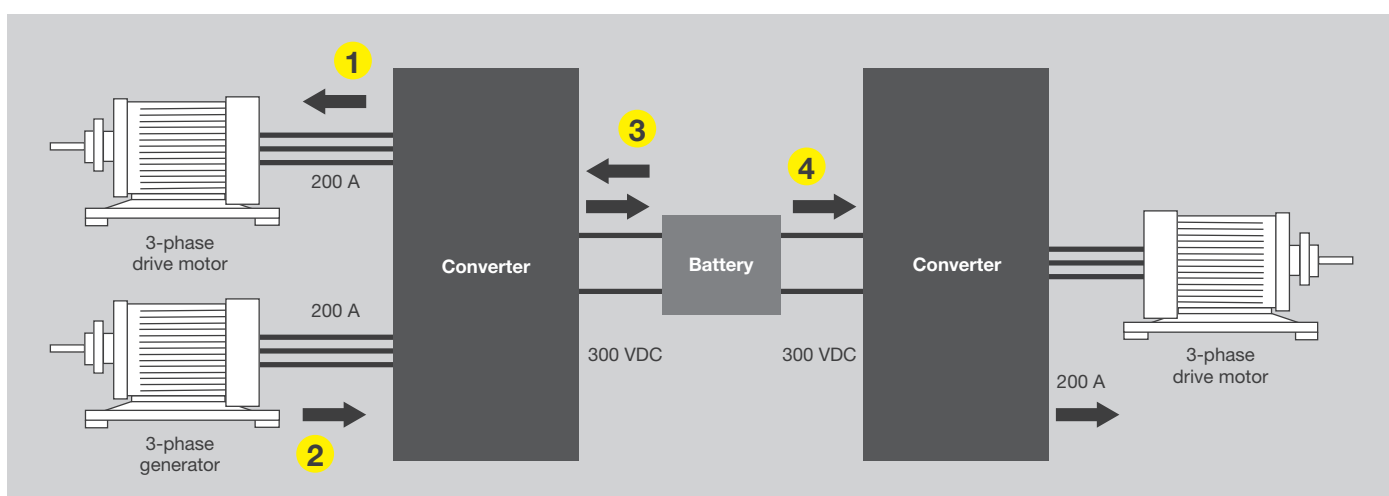 1
200 A
3-phase
drive motor
200 A
3-phase
generator
2
Converter
3
300 VDC
Battery
4
300 VDC
Converter
200 A
3-phase
drive motor